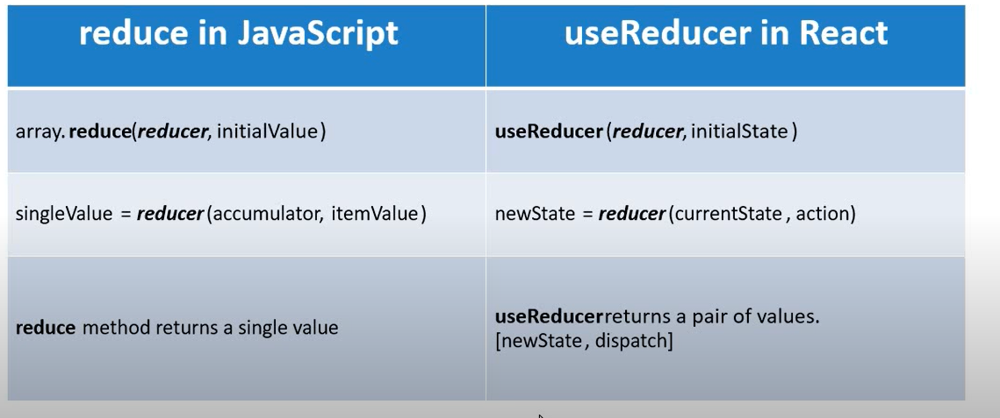 reduce in JavaScript
useReducer in React
array.reduce(reducer, initialValue)
useReducer(reducer, initialState)
singleValue = reducer(accumulator, itemValue)
newState = reducer(currentState, action)
reduce method returns a single value
useReducer returns a pair of values.
[newState, dispatch]